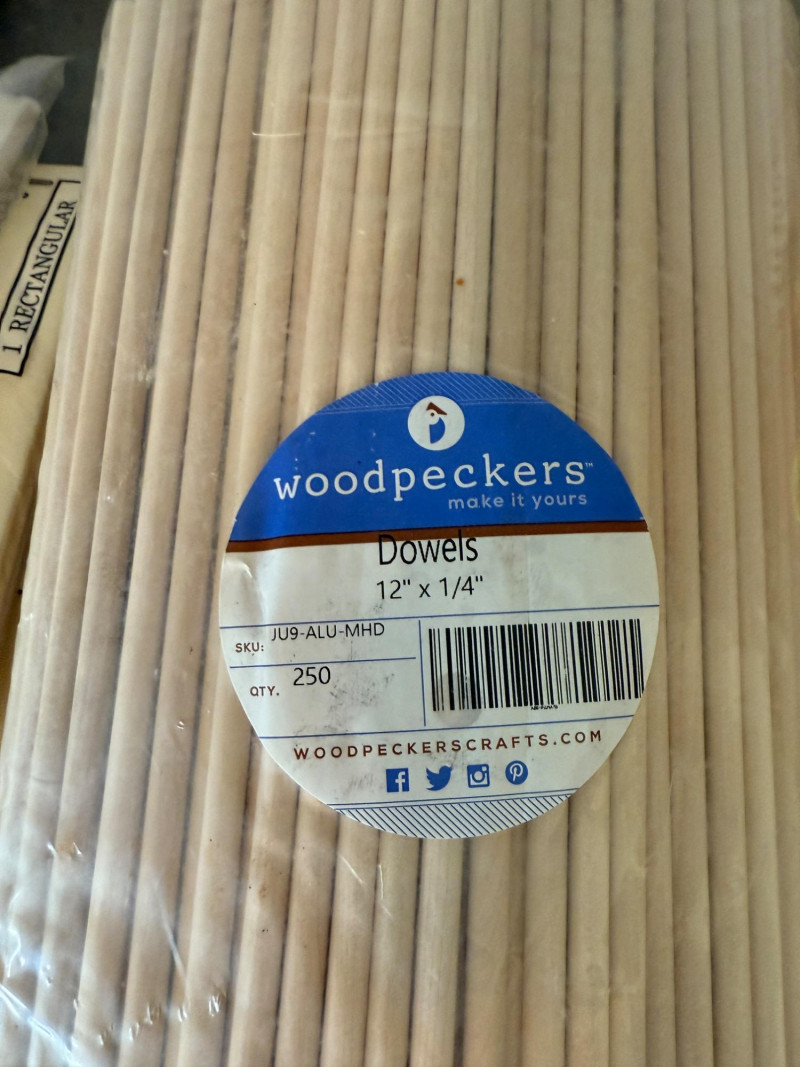 1 RECTANGULAR
woodpeckers™
make it yours
Dowels
12" x 1/4"
SKU: JU9-ALU-MHD
QTY. 250
WOODPECKERSCRAFTS.COM